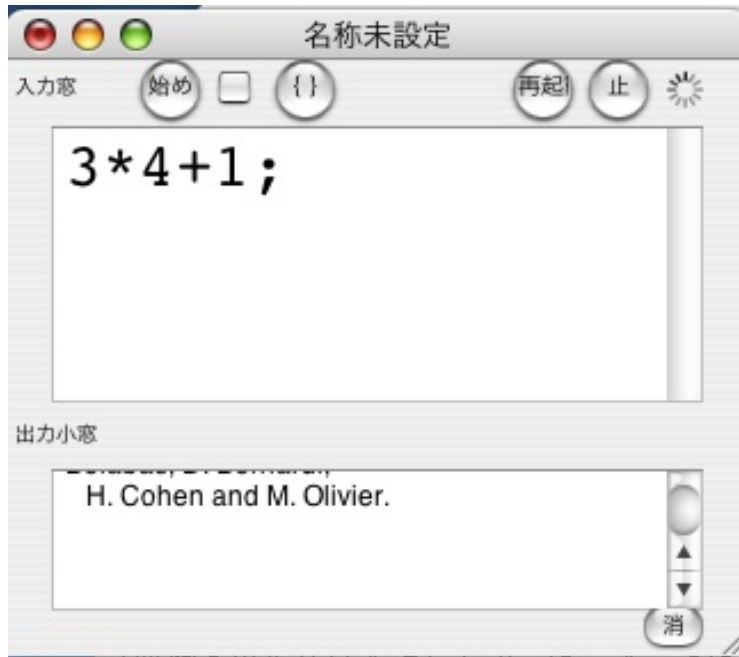 名称未設定
入力窓 始め { } 再起 止
3*4+1;
出力小窓
H. Cohen and M. Olivier.
消